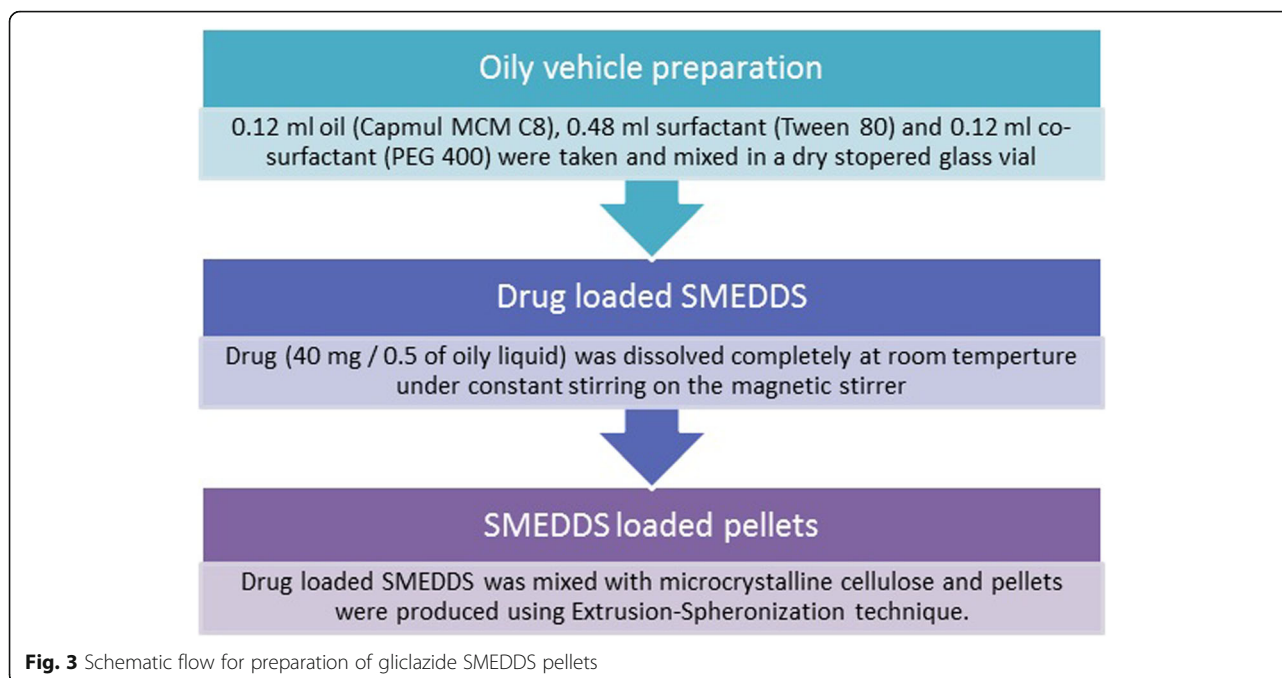 Oily vehicle preparation
0.12 ml oil (Capmul MCM C8), 0.48 ml surfactant (Tween 80) and 0.12 ml co-
surfactant (PEG 400) were taken and mixed in a dry stopered glass vial
Drug loaded SMEDDS
Drug (40 mg / 0.5 of oily liquid) was dissolved completely at room temperture
under constant stirring on the magnetic stirrer
SMEDDS loaded pellets
Drug loaded SMEDDS was mixed with microcrystalline cellulose and pellets
were produced using Extrusion-Spheronization technique.
Fig. 3 Schematic flow for preparation of gliclazide SMEDDS pellets